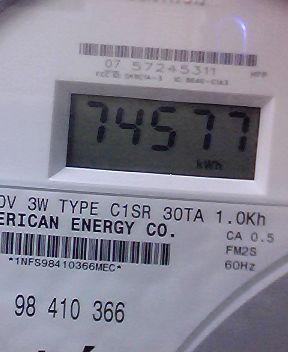 07 57245311
74577
kWh
0V 3W TYPE C1SR 30TA 1.0Kh
ERICAN ENERGY CO.
CA 0.5
FM2S
*1NFS98410366MEC*
60Hz
98 410 366